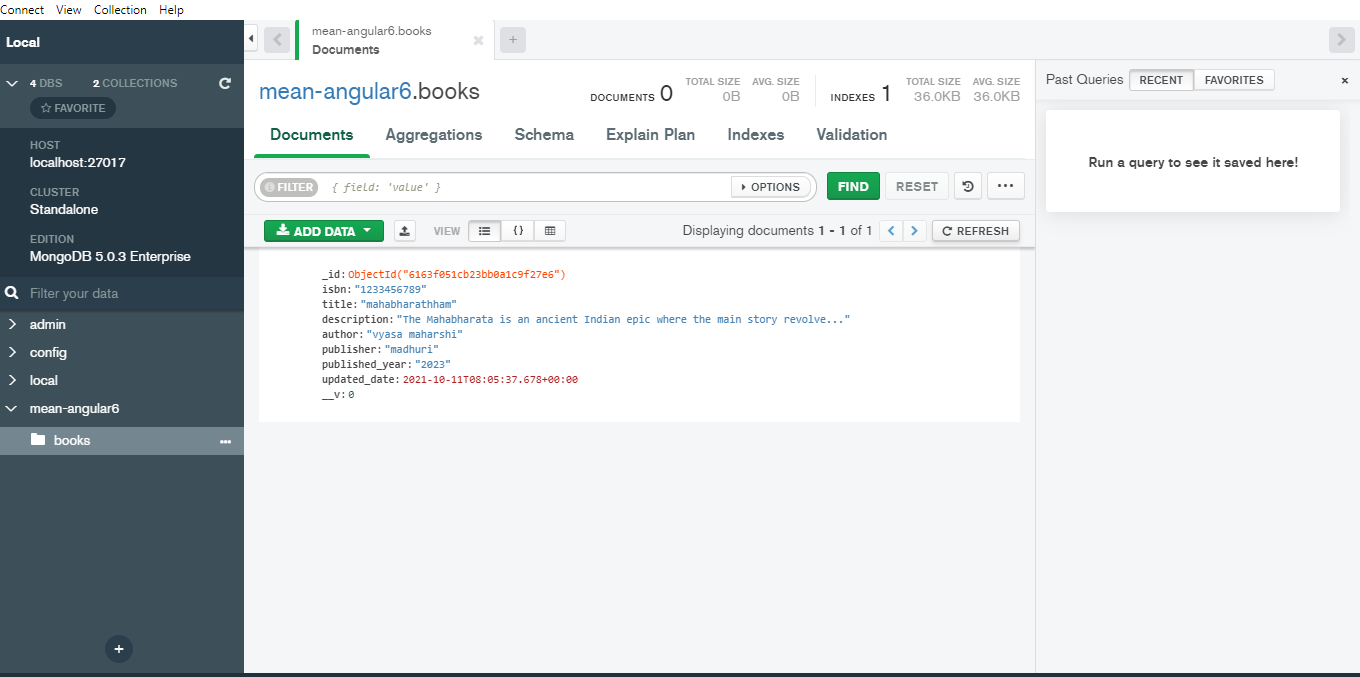 Connect View Collection Help
Local
4 DBS 2 COLLECTIONS
FAVORITE
HOST
localhost:27017
CLUSTER
Standalone
EDITION
MongoDB 5.0.3 Enterprise
Filter your data
admin
config
local
mean-angular6
books
mean-angular6.books
Documents
mean-angular6.books
DOCUMENTS 0 TOTAL SIZE 0B AVG. SIZE 0B INDEXES 1 TOTAL SIZE 36.0KB AVG. SIZE 36.0KB
Documents Aggregations Schema Explain Plan Indexes Validation
FILTER { field: 'value' } OPTIONS FIND RESET
ADD DATA VIEW {} Displaying documents 1 - 1 of 1 REFRESH
_id: ObjectId("6163f051cb23bb0a1c9f27e6")
isbn: "1233456789"
title: "mahabharathham"
description: "The Mahabharata is an ancient Indian epic where the main story revolve..."
author: "vyasa maharshi"
publisher: "madhuri"
published_year: "2023"
updated_date: 2021-10-11T08:05:37.678+00:00
__v: 0
Past Queries RECENT FAVORITES
Run a query to see it saved here!